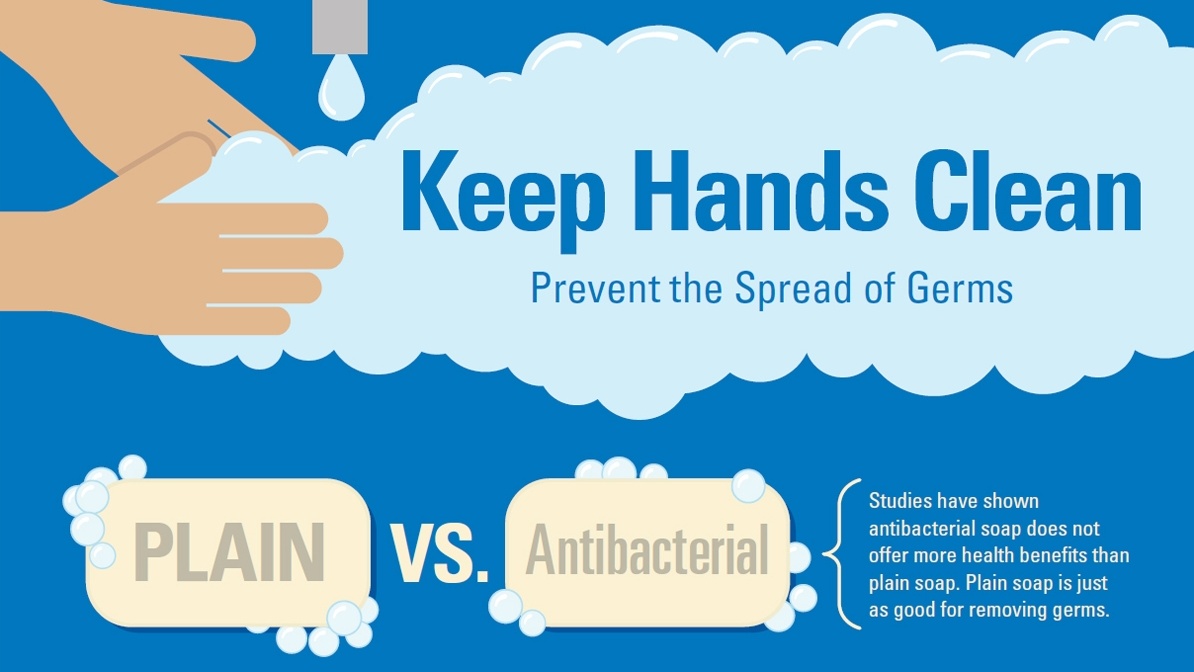 Keep Hands Clean
Prevent the Spread of Germs
PLAIN VS. Antibacterial
Studies have shown
antibacterial soap does not
offer more health benefits than
plain soap. Plain soap is just
as good for removing germs.